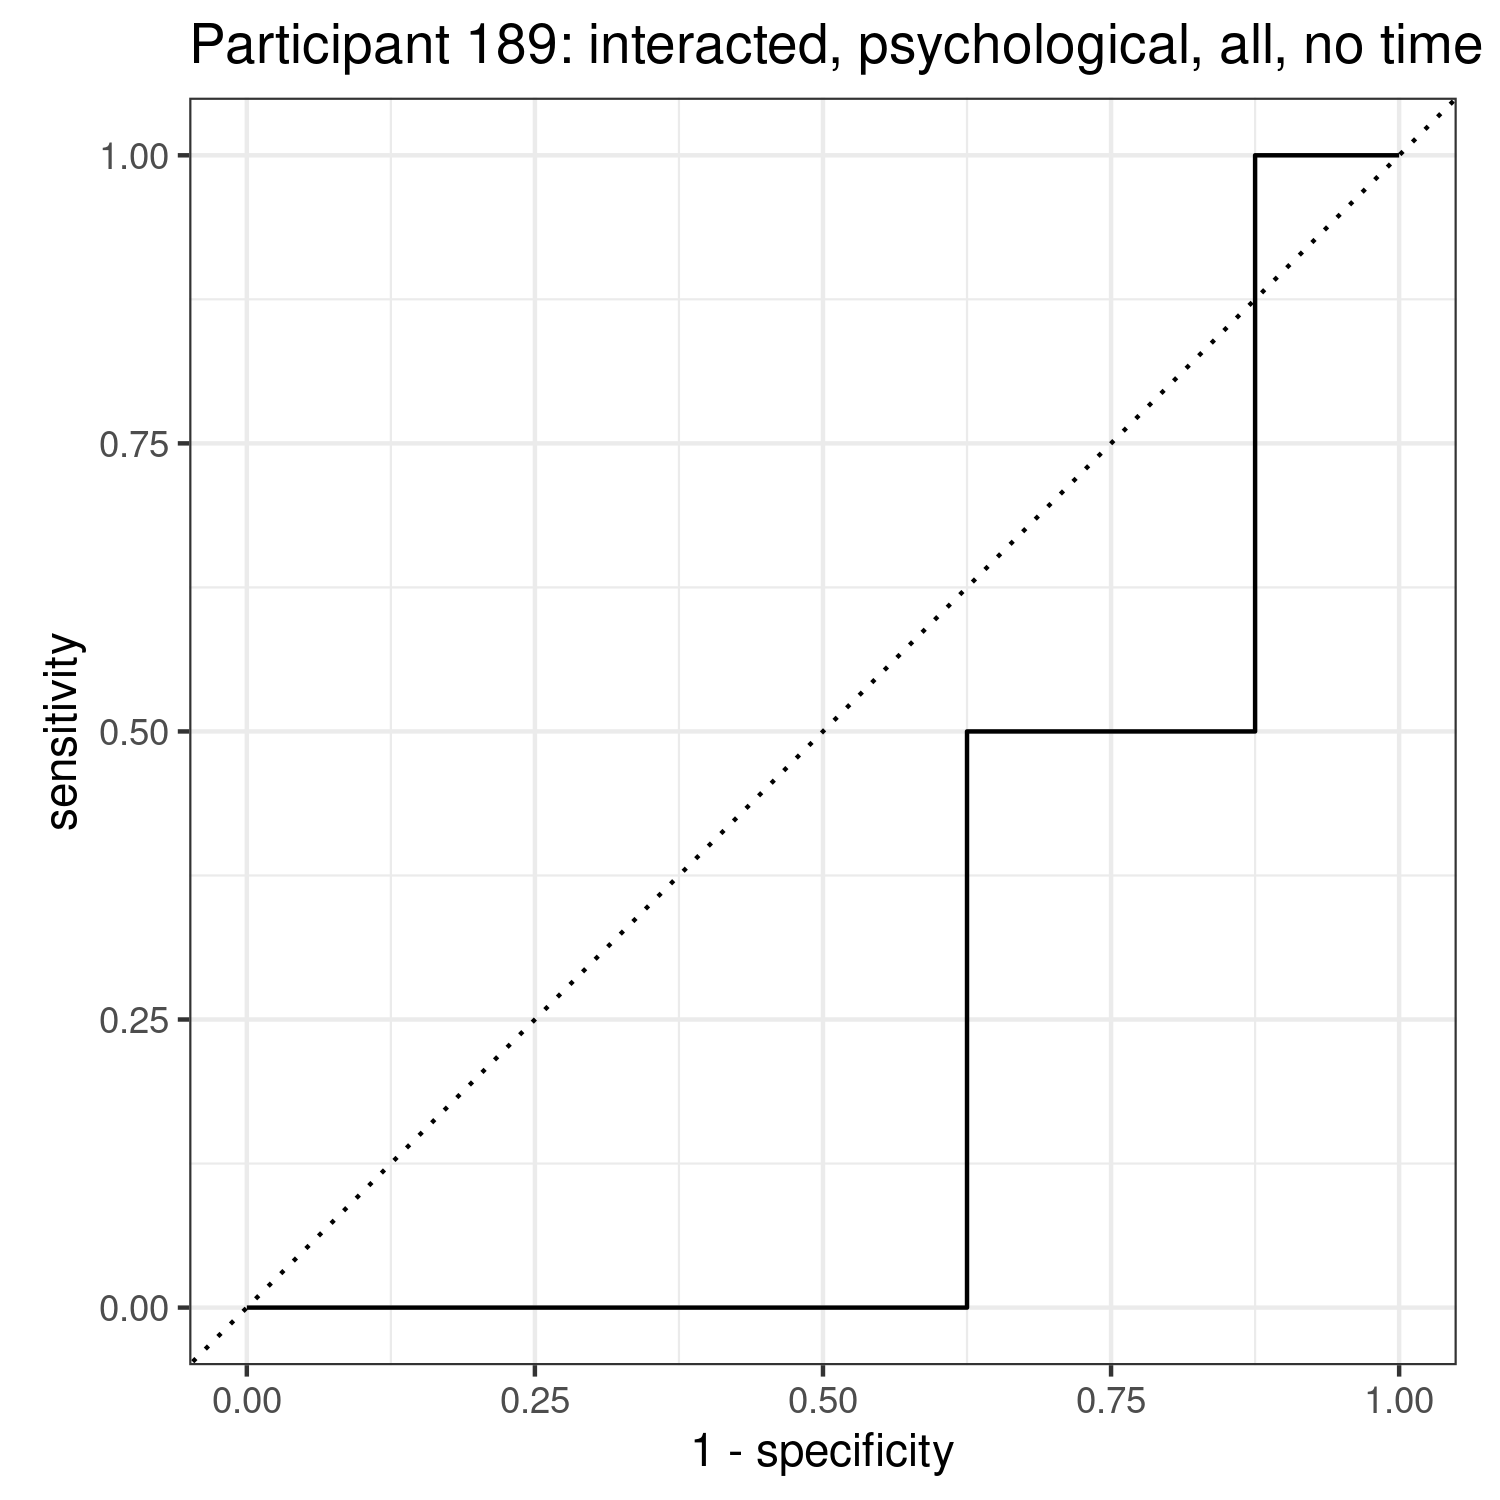 Participant 189: interacted, psychological, all, no time
1.00
0.75
0.50
0.25
0.00
sensitivity
0.00 0.25 0.50 0.75 1.00
1 - specificity